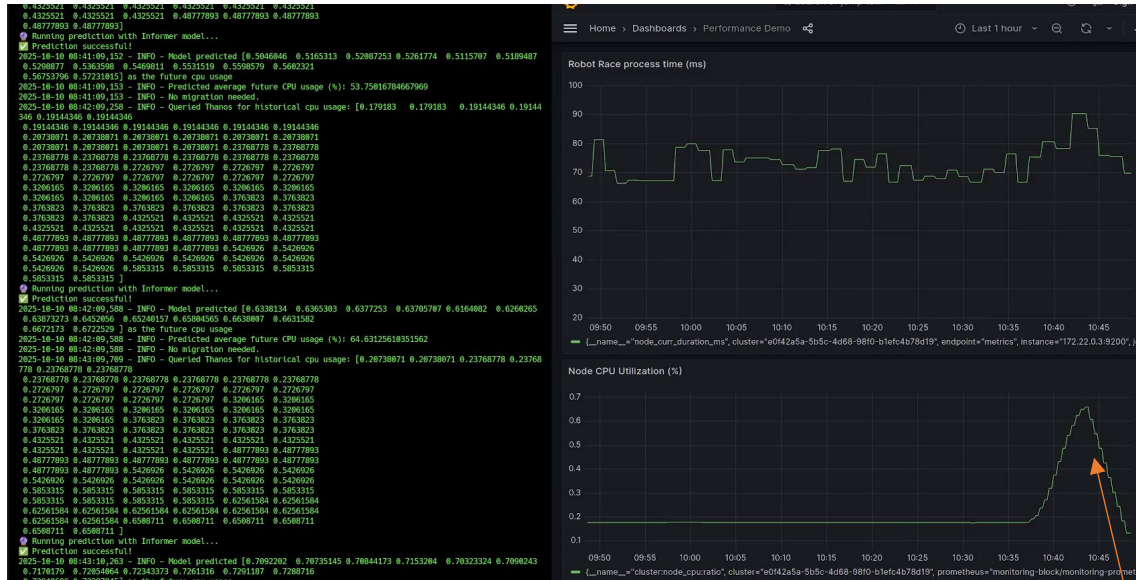 0.4325521 0.4325521 0.4325521 0.4325521 0.4325521 0.4325521
0.4325521 0.4325521 0.48777893 0.48777893 0.48777893
0.48777893 0.48777893]
🔮 Running prediction with Informer model...
✅ Prediction successful!
2025-10-10 08:41:09,152 - INFO - Model predicted [0.5046046 0.5165313 0.52087253 0.5261774 0.5115707 0.5189487
0.5298877 0.5363598 0.5469811 0.5531519 0.5598579 0.5602321
0.56753796 0.57231015] as the future cpu usage
2025-10-10 08:41:09,153 - INFO - Predicted average future CPU usage (%): 53.75016784667969
2025-10-10 08:41:09,153 - INFO - No migration needed.
2025-10-10 08:42:09,258 - INFO - Queried Thanos for historical cpu usage: [0.179183 0.179183 0.19144346 0.19144
346 0.19144346 0.19144346
0.19144346 0.19144346 0.19144346 0.19144346 0.19144346 0.19144346
0.20738071 0.20738071 0.20738071 0.20738071 0.20738071 0.20738071
0.20738071 0.20738071 0.20738071 0.20738071 0.23768778 0.23768778
0.23768778 0.23768778 0.23768778 0.23768778 0.23768778 0.23768778
0.23768778 0.23768778 0.2726797 0.2726797 0.2726797 0.2726797
0.2726797 0.2726797 0.2726797 0.2726797 0.2726797 0.2726797
0.3206165 0.3206165 0.3206165 0.3206165 0.3206165 0.3206165
0.3206165 0.3206165 0.3206165 0.3206165 0.3763823 0.3763823
0.3763823 0.3763823 0.3763823 0.3763823 0.3763823 0.3763823
0.3763823 0.3763823 0.4325521 0.4325521 0.4325521 0.4325521
0.4325521 0.4325521 0.4325521 0.4325521 0.4325521 0.4325521
0.48777893 0.48777893 0.48777893 0.48777893 0.48777893 0.48777893
0.48777893 0.48777893 0.48777893 0.48777893 0.5426926 0.5426926
0.5426926 0.5426926 0.5426926 0.5426926 0.5426926 0.5426926
0.5426926 0.5426926 0.5853315 0.5853315 0.5853315 0.5853315
0.5853315 0.5853315 ]
🔮 Running prediction with Informer model...
✅ Prediction successful!
2025-10-10 08:42:09,588 - INFO - Model predicted [0.6338134 0.6365303 0.6377253 0.63705707 0.6164082 0.6260265
0.63873273 0.6452056 0.65240157 0.65804565 0.6638007 0.6631582
0.6672173 0.6722529 ] as the future cpu usage
2025-10-10 08:42:09,588 - INFO - Predicted average future CPU usage (%): 64.63125610351562
2025-10-10 08:42:09,588 - INFO - No migration needed.
2025-10-10 08:43:09,709 - INFO - Queried Thanos for historical cpu usage: [0.20738071 0.20738071 0.23768778 0.23768
778 0.23768778 0.23768778
0.23768778 0.23768778 0.23768778 0.23768778 0.23768778 0.23768778
0.2726797 0.2726797 0.2726797 0.2726797 0.2726797 0.2726797
0.2726797 0.2726797 0.2726797 0.2726797 0.3206165 0.3206165
0.3206165 0.3206165 0.3206165 0.3206165 0.3206165 0.3206165
0.3206165 0.3206165 0.3763823 0.3763823 0.3763823 0.3763823
0.3763823 0.3763823 0.3763823 0.3763823 0.3763823 0.3763823
0.4325521 0.4325521 0.4325521 0.4325521 0.4325521 0.4325521
0.4325521 0.4325521 0.4325521 0.4325521 0.48777893 0.48777893
0.48777893 0.48777893 0.48777893 0.48777893 0.48777893 0.48777893
0.48777893 0.48777893 0.5426926 0.5426926 0.5426926 0.5426926
0.5426926 0.5426926 0.5426926 0.5426926 0.5426926 0.5426926
0.5853315 0.5853315 0.5853315 0.5853315 0.5853315 0.5853315
0.5853315 0.5853315 0.5853315 0.5853315 0.62561584 0.62561584
0.62561584 0.62561584 0.62561584 0.62561584 0.62561584 0.62561584
0.62561584 0.62561584 0.6508711 0.6508711 0.6508711 0.6508711
0.6508711 0.6508711 ]
🔮 Running prediction with Informer model...
✅ Prediction successful!
2025-10-10 08:43:10,263 - INFO - Model predicted [0.7092202 0.70735145 0.70844173 0.7153204 0.70323324 0.7090243
0.7170179 0.72054064 0.72343373 0.7261316 0.7291187 0.7288716
Home › Dashboards › Performance Demo
Last 1 hour
Robot Race process time (ms)
100
90
80
70
60
50
40
30
20
09:50 09:55 10:00 10:05 10:10 10:15 10:20 10:25 10:30 10:35 10:40 10:45
{__name__="node_curr_duration_ms", cluster="e0f42a5a-5b5c-4d68-98f0-b1efc4b78d19", endpoint="metrics", instance="172.22.0.3:9200",
Node CPU Utilization (%)
0.7
0.6
0.5
0.4
0.3
0.2
0.1
09:50 09:55 10:00 10:05 10:10 10:15 10:20 10:25 10:30 10:35 10:40 10:45
{__name__="cluster:node_cpu:ratio", cluster="e0f42a5a-5b5c-4d68-98f0-b1efc4b78d19", prometheus="monitoring-block/monitoring-promet